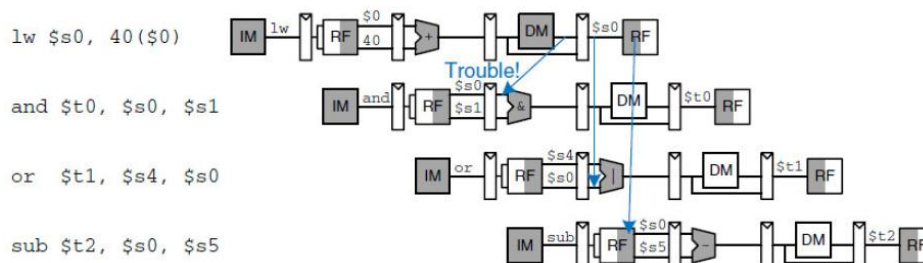 lw $s0, 40($0)
IM lw RF $0 40 + DM $s0 RF
Trouble!
and $t0, $s0, $s1
IM and RF $s0 $s1 & DM $t0 RF
or $t1, $s4, $s0
IM or RF $s4 $s0 | DM $t1 RF
sub $t2, $s0, $s5
IM sub RF $s0 $s5 - DM $t2 RF